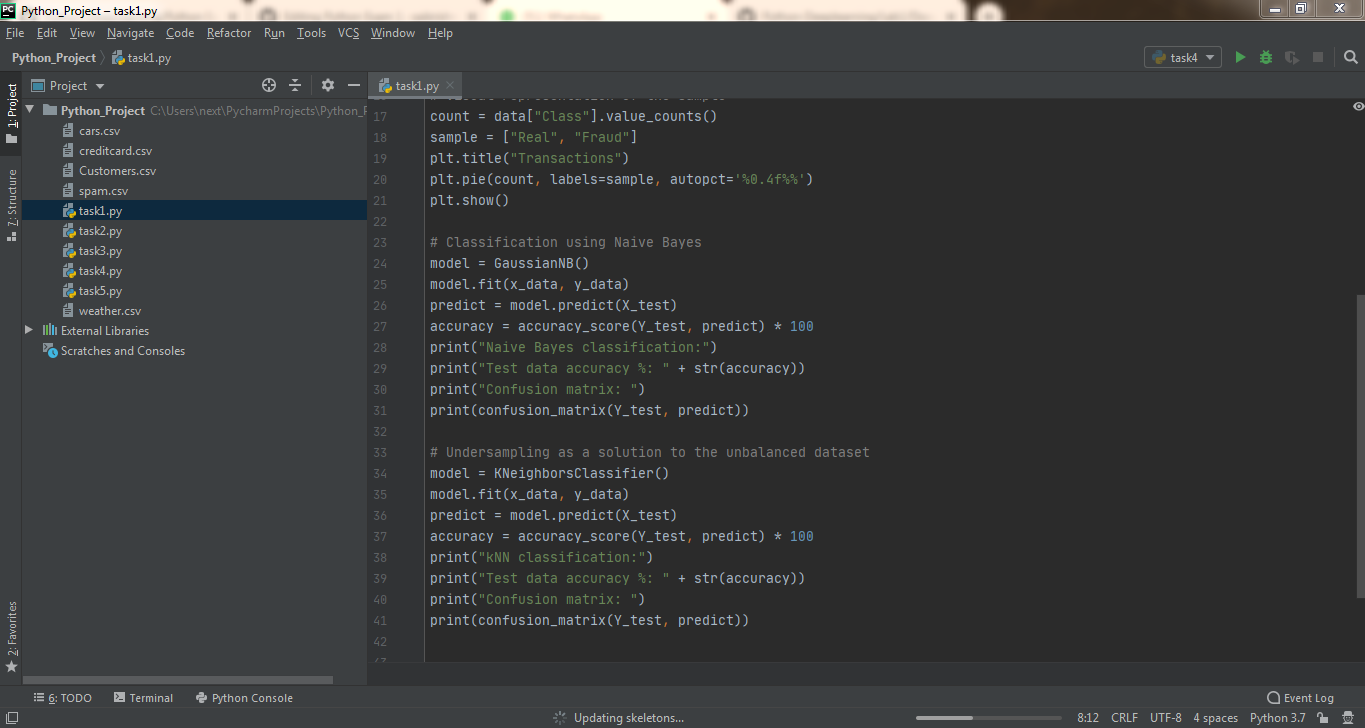 Python_Project – task1.py
File Edit View Navigate Code Refactor Run Tools VCS Window Help
Python_Project task1.py
task4
Project
task1.py
1: Project
7: Structure
2: Favorites
Python_Project C:\Users\next\PycharmProjects\Python_
cars.csv
creditcard.csv
Customers.csv
spam.csv
task1.py
task2.py
task3.py
task4.py
task5.py
weather.csv
External Libraries
Scratches and Consoles
17 count = data["Class"].value_counts()
18 sample = ["Real", "Fraud"]
19 plt.title("Transactions")
20 plt.pie(count, labels=sample, autopct='%0.4f%%')
21 plt.show()
22
23 # Classification using Naive Bayes
24 model = GaussianNB()
25 model.fit(x_data, y_data)
26 predict = model.predict(X_test)
27 accuracy = accuracy_score(Y_test, predict) * 100
28 print("Naive Bayes classification:")
29 print("Test data accuracy %: " + str(accuracy))
30 print("Confusion matrix: ")
31 print(confusion_matrix(Y_test, predict))
32
33 # Undersampling as a solution to the unbalanced dataset
34 model = KNeighborsClassifier()
35 model.fit(x_data, y_data)
36 predict = model.predict(X_test)
37 accuracy = accuracy_score(Y_test, predict) * 100
38 print("kNN classification:")
39 print("Test data accuracy %: " + str(accuracy))
40 print("Confusion matrix: ")
41 print(confusion_matrix(Y_test, predict))
42
6: TODO Terminal Python Console Event Log
Updating skeletons... 8:12 CRLF UTF-8 4 spaces Python 3.7